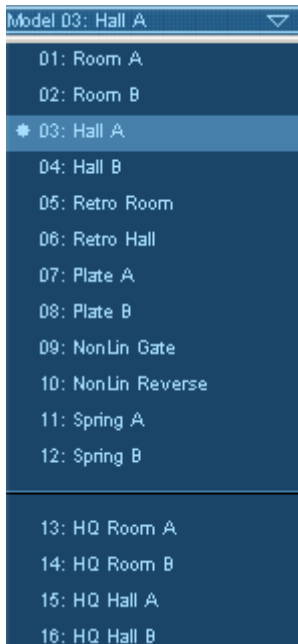 Model 03: Hall A
01: Room A
02: Room B
03: Hall A
04: Hall B
05: Retro Room
06: Retro Hall
07: Plate A
08: Plate B
09: NonLin Gate
10: NonLin Reverse
11: Spring A
12: Spring B
13: HQ Room A
14: HQ Room B
15: HQ Hall A
16: HQ Hall B